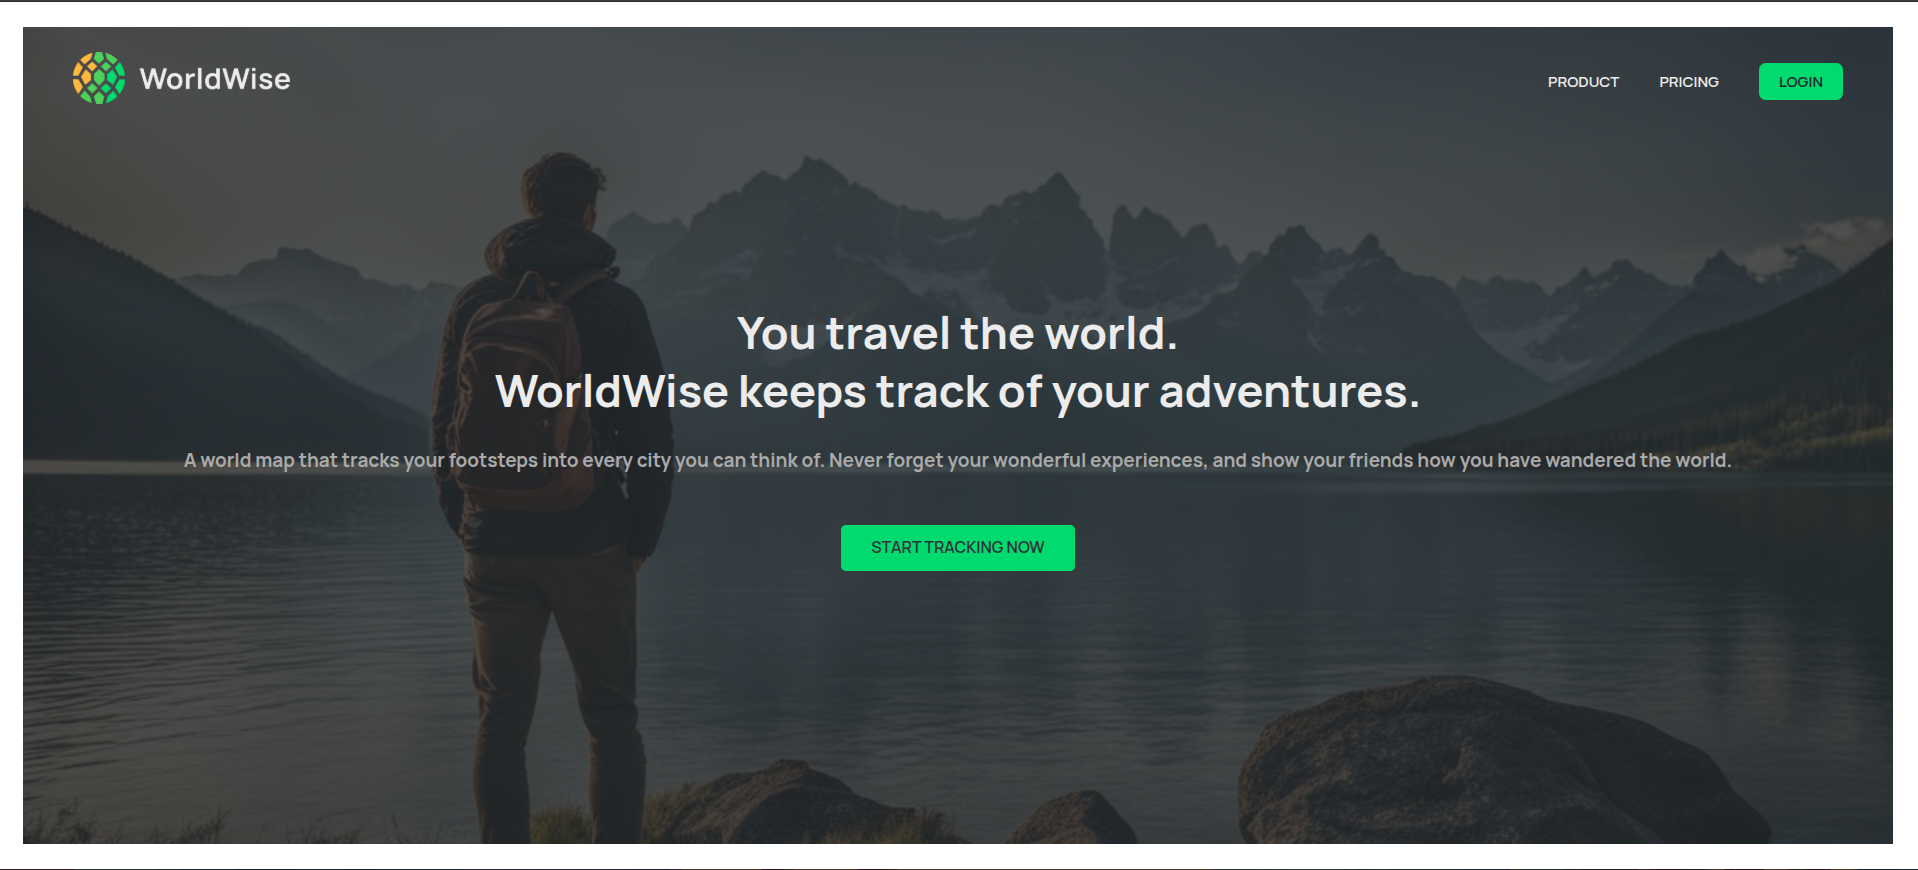 WorldWise
PRODUCT
PRICING
LOGIN
You travel the world.
WorldWise keeps track of your adventures.
A world map that tracks your footsteps into every city you can think of. Never forget your wonderful experiences, and show your friends how you have wandered the world.
START TRACKING NOW